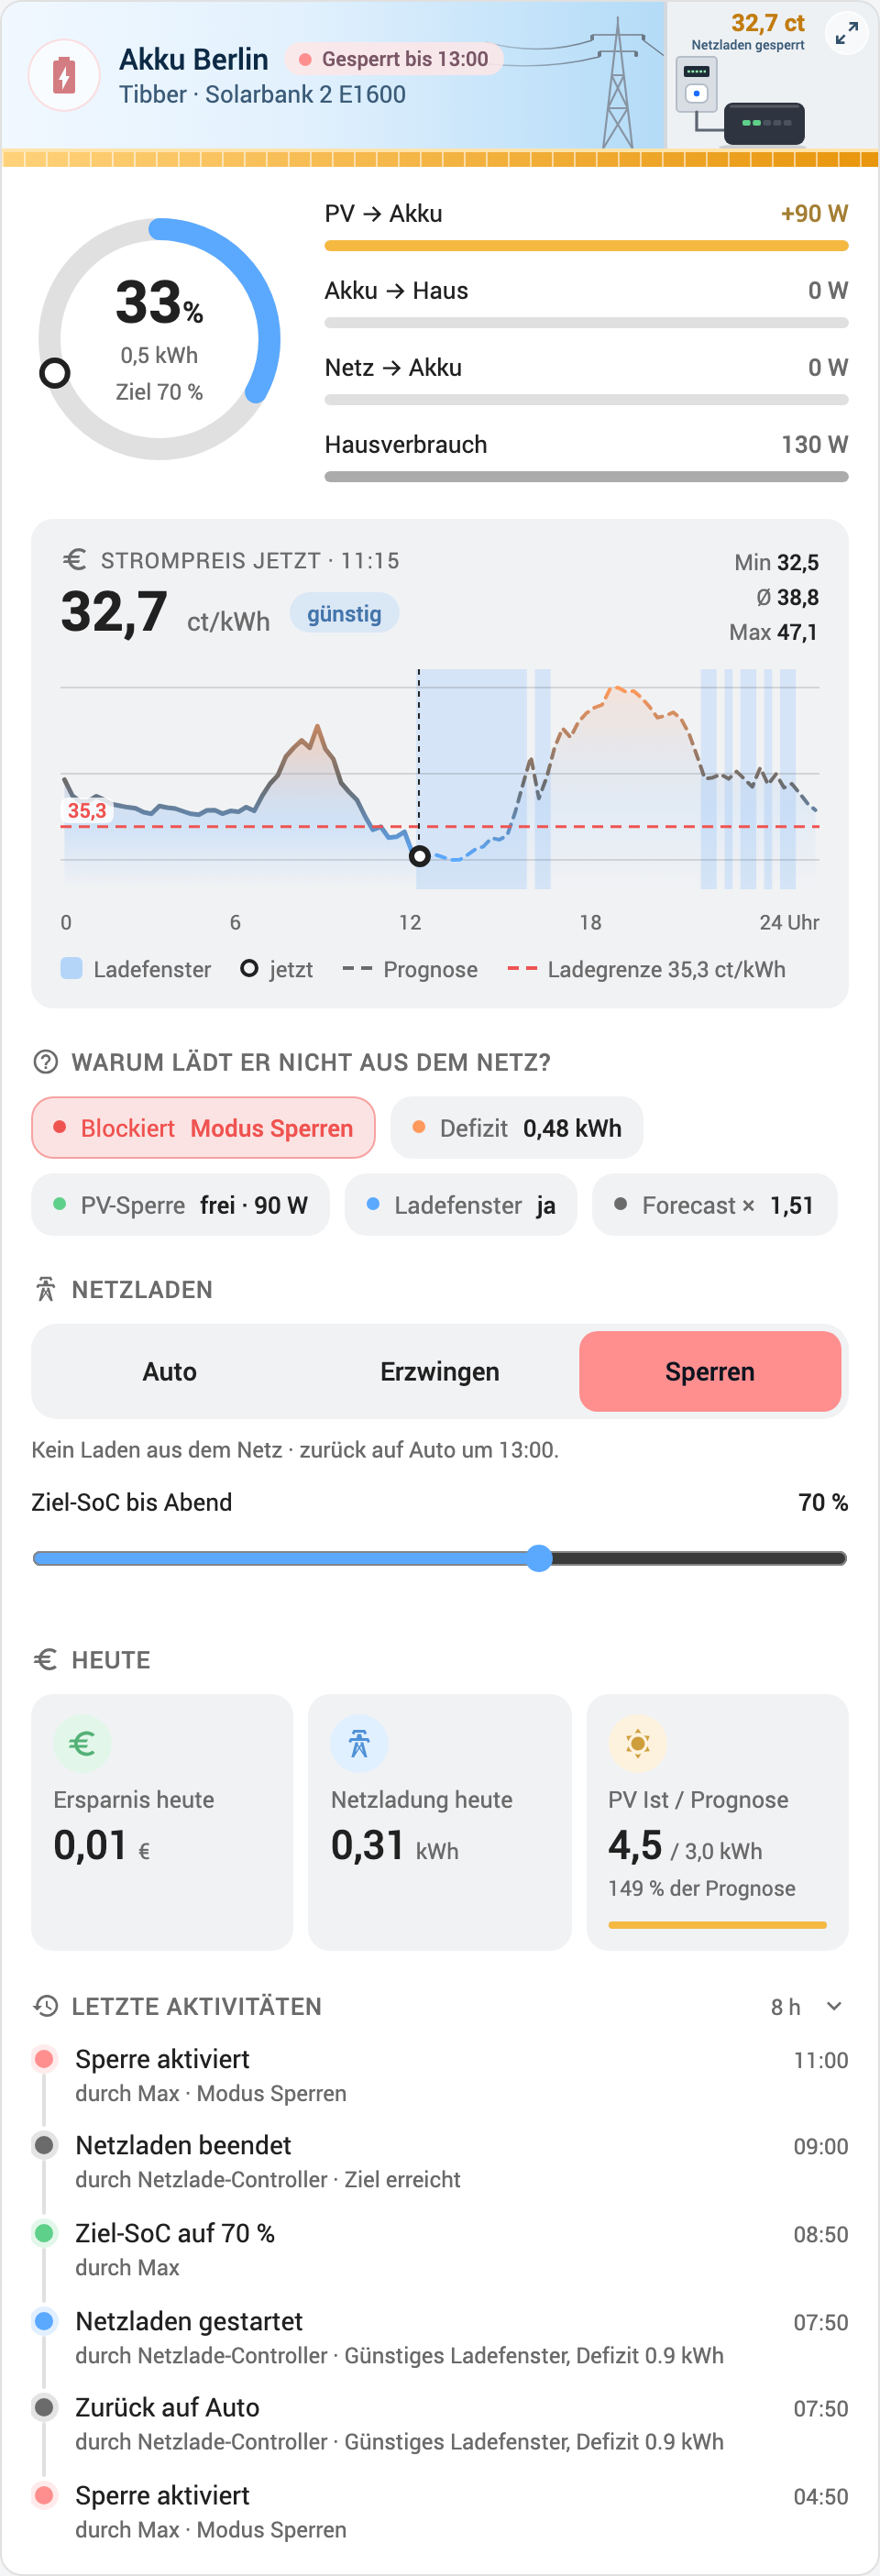 Akku Berlin
Gesperrt bis 13:00
Tibber · Solarbank 2 E1600
32,7 ct
Netzladen gesperrt
33%
0,5 kWh
Ziel 70 %
PV → Akku +90 W
Akku → Haus 0 W
Netz → Akku 0 W
Hausverbrauch 130 W
STROMPREIS JETZT · 11:15
32,7 ct/kWh günstig
Min 32,5
Ø 38,8
Max 47,1
35,3
0 6 12 18 24 Uhr
Ladefenster jetzt Prognose Ladegrenze 35,3 ct/kWh
WARUM LÄDT ER NICHT AUS DEM NETZ?
Blockiert Modus Sperren Defizit 0,48 kWh
PV-Sperre frei · 90 W Ladefenster ja Forecast × 1,51
NETZLADEN
Auto Erzwingen Sperren
Kein Laden aus dem Netz · zurück auf Auto um 13:00.
Ziel-SoC bis Abend 70 %
€ HEUTE
Ersparnis heute
0,01 €
Netzladung heute
0,31 kWh
PV Ist / Prognose
4,5 / 3,0 kWh
149 % der Prognose
LETZTE AKTIVITÄTEN 8 h
Sperre aktiviert 11:00
durch Max · Modus Sperren
Netzladen beendet 09:00
durch Netzlade-Controller · Ziel erreicht
Ziel-SoC auf 70 % 08:50
durch Max
Netzladen gestartet 07:50
durch Netzlade-Controller · Günstiges Ladefenster, Defizit 0.9 kWh
Zurück auf Auto 07:50
durch Netzlade-Controller · Günstiges Ladefenster, Defizit 0.9 kWh
Sperre aktiviert 04:50
durch Max · Modus Sperren